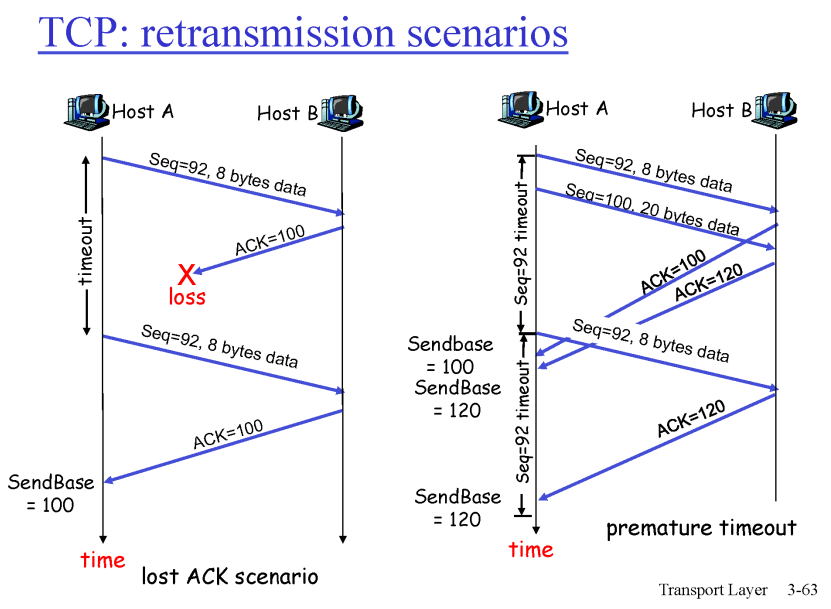 TCP: retransmission scenarios
Host A
Host B
Seq=92, 8 bytes data
ACK=100
timeout
X
loss
Seq=92, 8 bytes data
ACK=100
SendBase
= 100
time
lost ACK scenario
Host A
Host B
Seq=92, 8 bytes data
Seq=100, 20 bytes data
Seq=92 timeout
ACK=100
ACK=120
Seq=92, 8 bytes data
Sendbase
= 100
SendBase
= 120
Seq=92 timeout
ACK=120
SendBase
= 120
time
premature timeout
Transport Layer 3-63